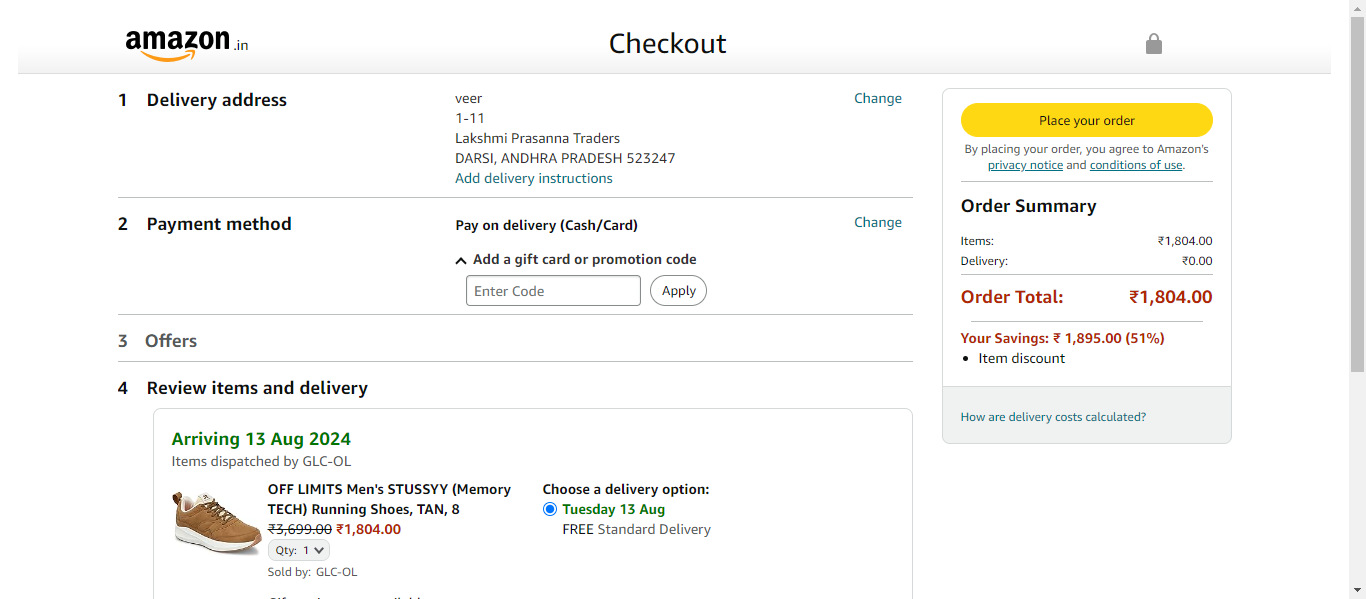 amazon.in
Checkout
1 Delivery address
veer
1-11
Lakshmi Prasanna Traders
DARSI, ANDHRA PRADESH 523247
Add delivery instructions
Change
2 Payment method
Pay on delivery (Cash/Card)
Change
Add a gift card or promotion code
Enter Code
Apply
3 Offers
4 Review items and delivery
Arriving 13 Aug 2024
Items dispatched by GLC-OL
OFF LIMITS Men's STUSSYY (Memory
TECH) Running Shoes, TAN, 8
₹3,699.00 ₹1,804.00
Qty: 1
Sold by: GLC-OL
Choose a delivery option:
Tuesday 13 Aug
FREE Standard Delivery
Place your order
By placing your order, you agree to Amazon's
privacy notice and conditions of use.
Order Summary
Items: ₹1,804.00
Delivery: ₹0.00
Order Total: ₹1,804.00
Your Savings: ₹ 1,895.00 (51%)
• Item discount
How are delivery costs calculated?